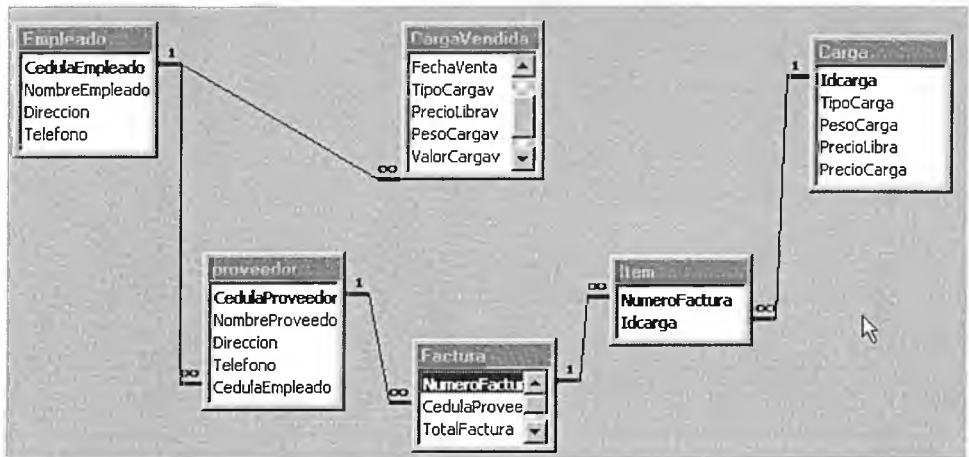 Empleado
CedulaEmpleado
NombreEmpleado
Direccion
Telefono
1
∞
CargaVendida
FechaVenta
TipoCargav
PrecioLibrav
PesoCargav
ValorCargav
∞
Carga
Idcarga
TipoCarga
PesoCarga
PrecioLibra
PrecioCarga
1
proveedor
CedulaProveedor
NombreProveedo
Direccion
Telefono
CedulaEmpleado
1
Factura
NumeroFactur
CedulaProvee
TotalFactura
∞
1
Item
NumeroFactura
Idcarga
∞
∞